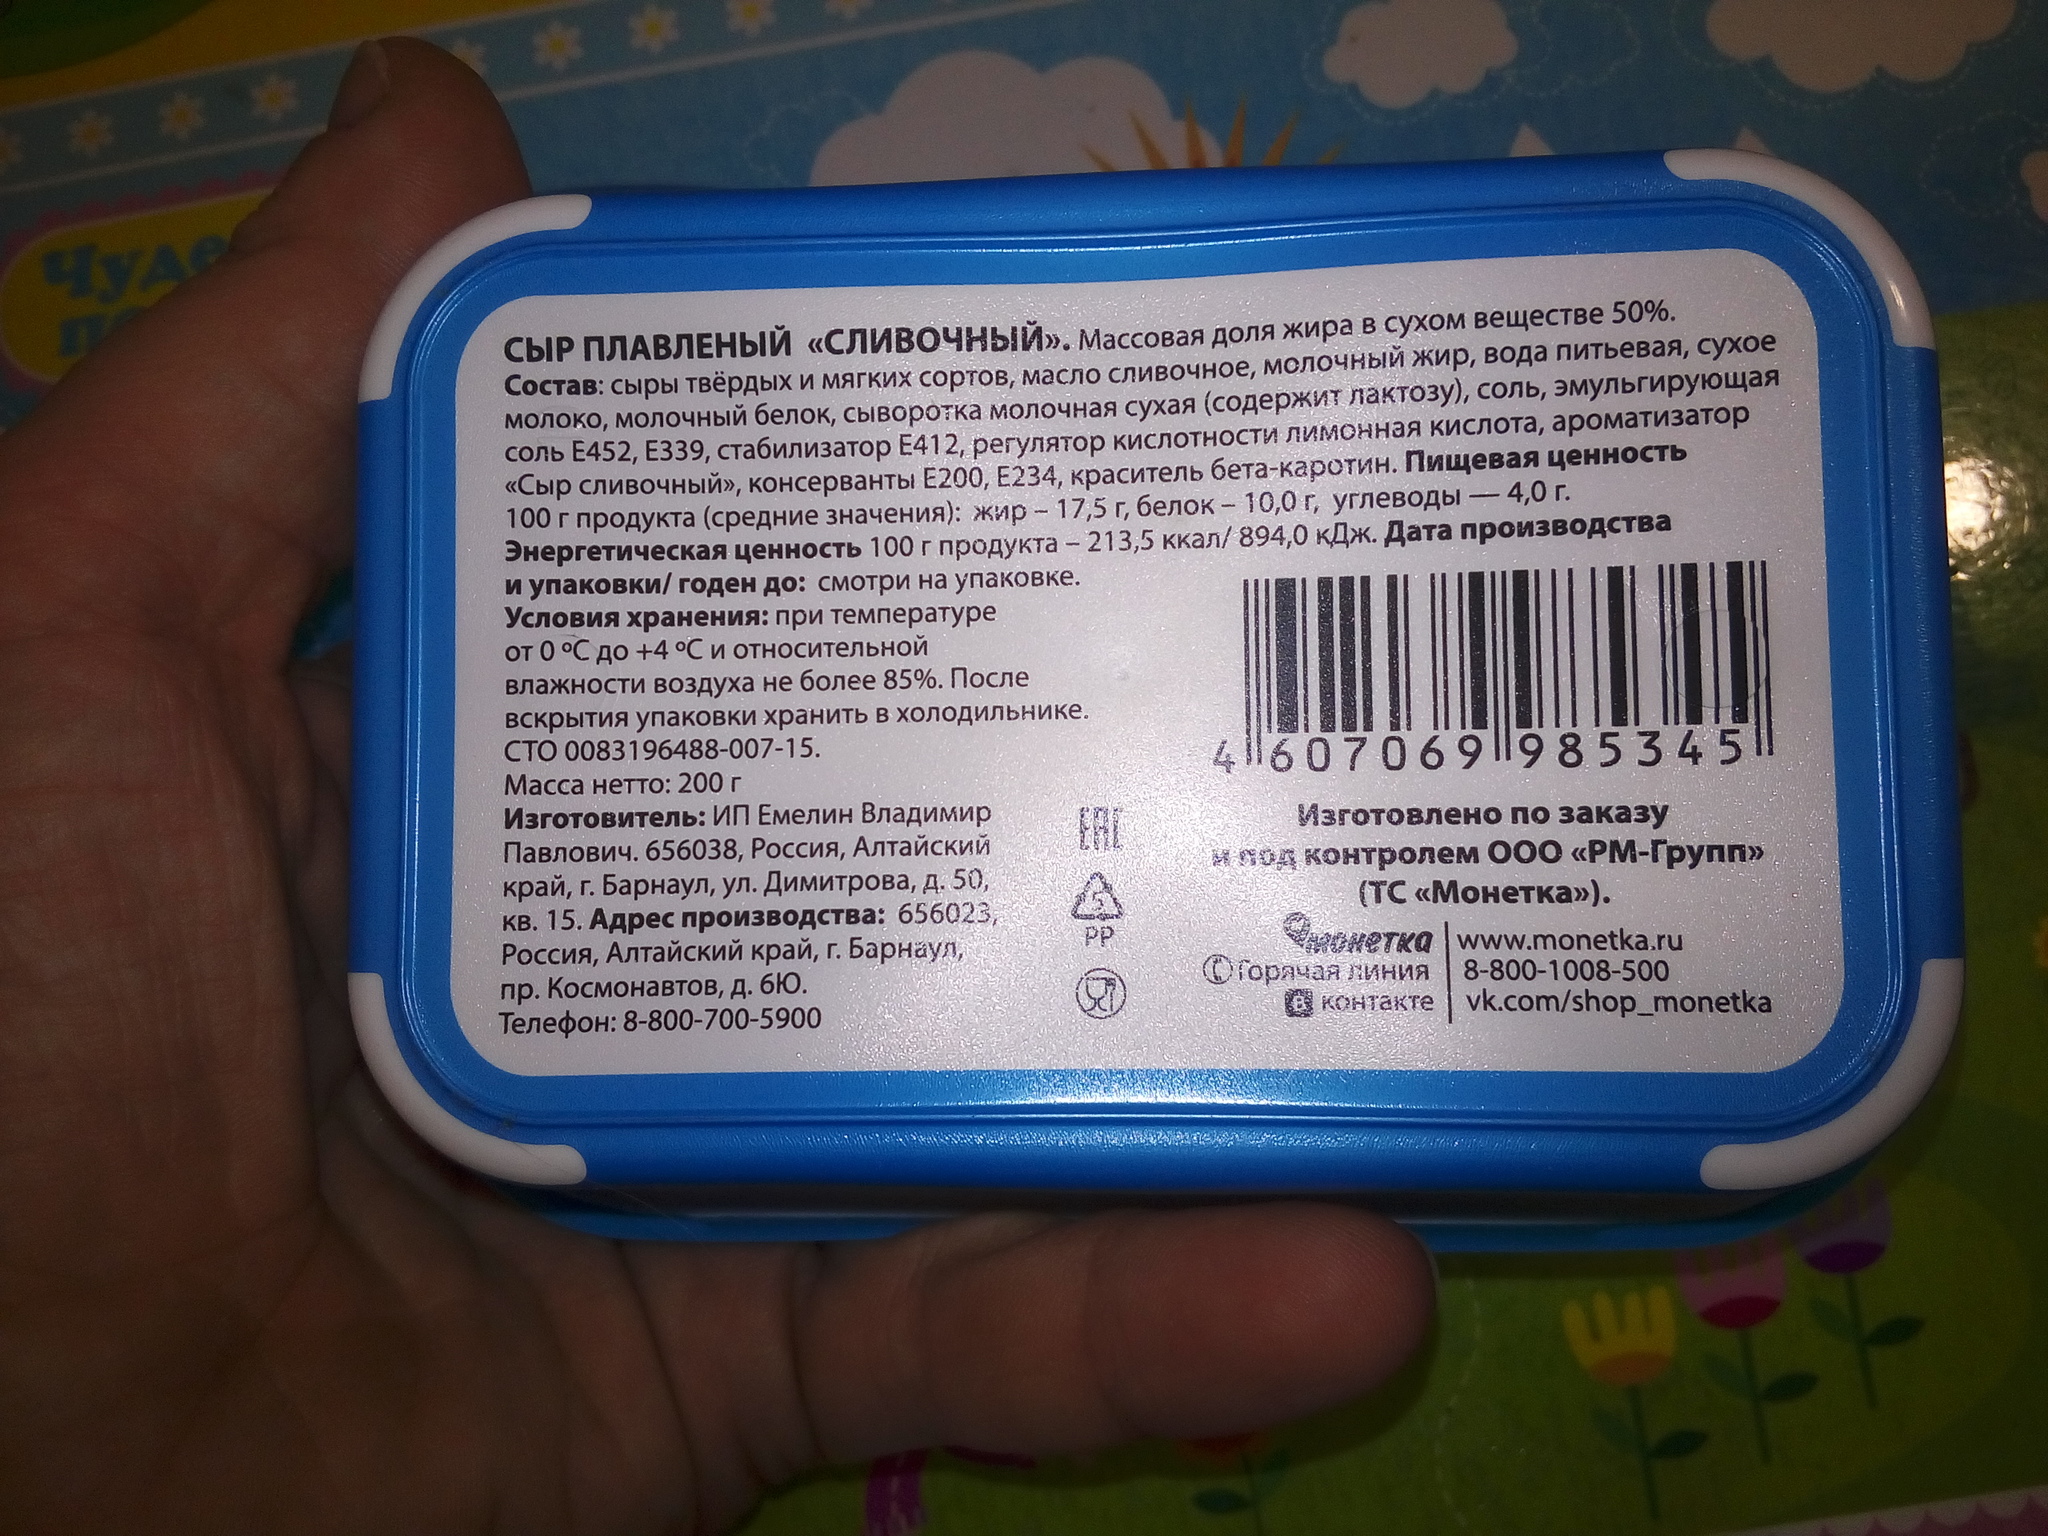 Чуде
СЫР ПЛАВЛЕНЫЙ «СЛИВОЧНЫЙ». Массовая доля жира в сухом веществе 50%.
Состав: сыры твёрдых и мягких сортов, масло сливочное, молочный жир, вода питьевая, сухое
молоко, молочный белок, сыворотка молочная сухая (содержит лактозу), соль, эмульгирующая
соль Е452, Е339, стабилизатор Е412, регулятор кислотности лимонная кислота, ароматизатор
«Сыр сливочный», консерванты Е200, Е234, краситель бета-каротин. Пищевая ценность
100 г продукта (средние значения): жир – 17,5 г, белок – 10,0 г, углеводы — 4,0 г.
Энергетическая ценность 100 г продукта – 213,5 ккал/ 894,0 кДж. Дата производства
и упаковки/ годен до: смотри на упаковке.
Условия хранения: при температуре
от 0 ºС до +4 ºС и относительной
влажности воздуха не более 85%. После
вскрытия упаковки хранить в холодильнике.
СТО 0083196488-007-15.
Масса нетто: 200 г
Изготовитель: ИП Емелин Владимир
Павлович. 656038, Россия, Алтайский
край, г. Барнаул, ул. Димитрова, д. 50,
кв. 15. Адрес производства: 656023,
Россия, Алтайский край, г. Барнаул,
пр. Космонавтов, д. 6Ю.
Телефон: 8-800-700-5900
ЕАС
5
PP
4 607069 985345
Изготовлено по заказу
и под контролем ООО «РМ-Групп»
(ТС «Монетка»).
монетка www.monetka.ru
Горячая линия 8-800-1008-500
В контакте vk.com/shop_monetka